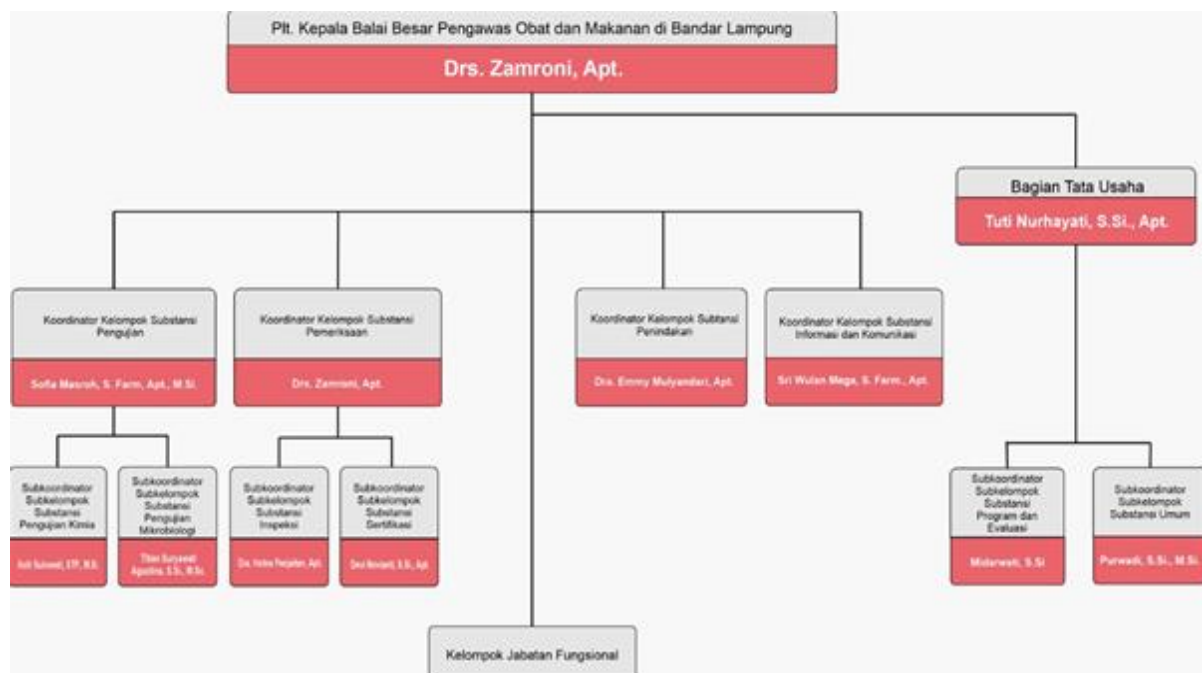 Plt. Kepala Balai Besar Pengawas Obat dan Makanan di Bandar Lampung
Drs. Zamroni, Apt.
Bagian Tata Usaha
Tuti Nurhayati, S.Si., Apt.
Koordinator Kelompok Substansi
Pengujian
Sofia Masroh, S. Farm, Apt., M.Si.
Koordinator Kelompok Substansi
Pemeriksaan
Drs. Zamroni, Apt.
Koordinator Kelompok Subtansi
Penindakan
Dra. Emmy Mulyandari, Apt.
Koordinator Kelompok Substansi
Informasi dan Komunikasi
Sri Wulan Mega, S. Farm., Apt.
Subkoordinator
Subkelompok
Substansi
Pengujian Kimia
Subkoordinator
Subkelompok
Substansi
Pengujian
Mikrobiologi
Agustina, S.Si., M.Sc.
Subkoordinator
Subkelompok
Substansi
Inspeksi
Subkoordinator
Subkelompok
Substansi
Sertifikasi
Subkoordinator
Subkelompok
Substansi
Program dan
Evaluasi
Midarwati, S.Si
Subkoordinator
Subkelompok
Substansi Umum
Purwadi, S.Si., M.Si.
Kelompok Jabatan Fungsional